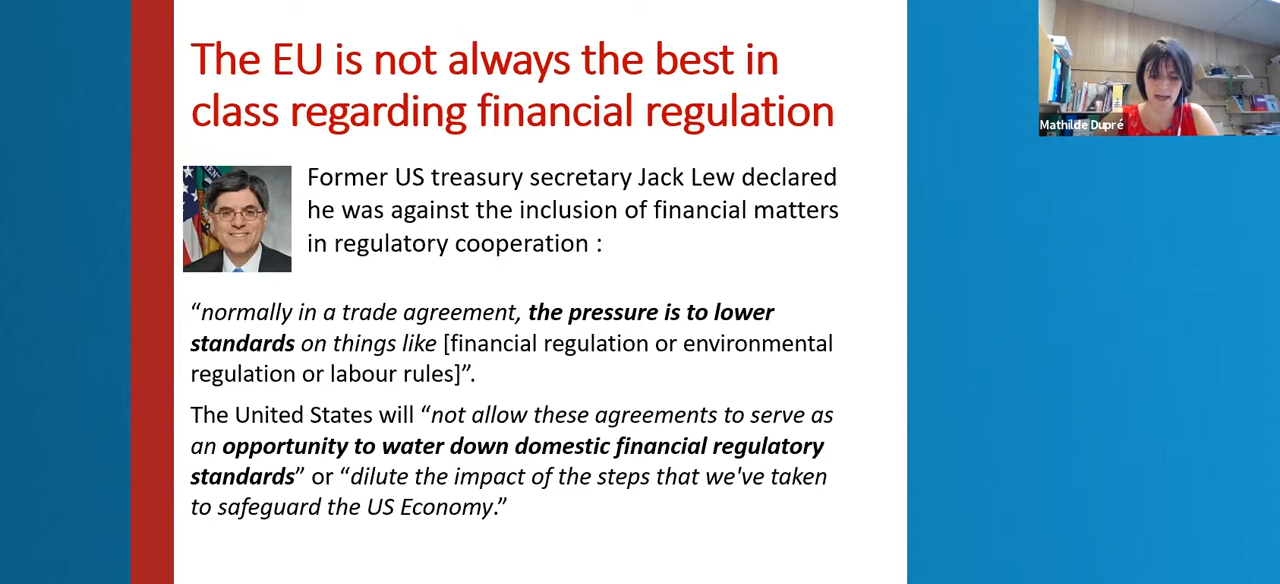 The EU is not always the best in
class regarding financial regulation
Mathilde Dupré
Former US treasury secretary Jack Lew declared
he was against the inclusion of financial matters
in regulatory cooperation :
“normally in a trade agreement, the pressure is to lower
standards on things like [financial regulation or environmental
regulation or labour rules]”.
The United States will “not allow these agreements to serve as
an opportunity to water down domestic financial regulatory
standards” or “dilute the impact of the steps that we've taken
to safeguard the US Economy.”